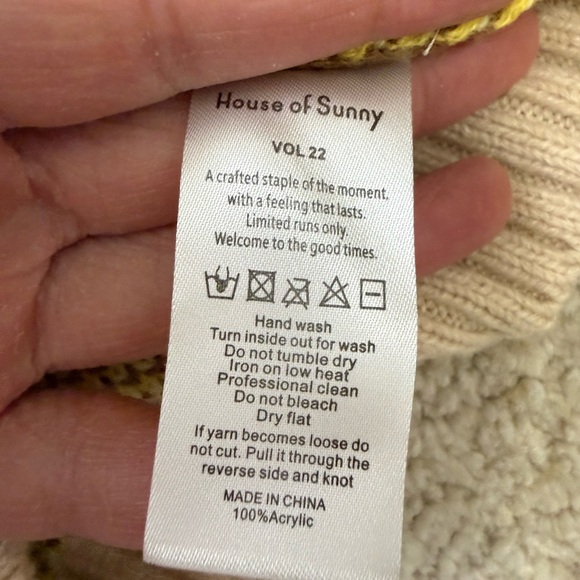 House of Sunny
VOL 22
A crafted staple of the moment.
with a feeling that lasts.
Limited runs only.
Welcome to the good times.
Hand wash
Turn inside out for wash
Do not tumble dry
Iron on low heat
Professional clean
Do not bleach
Dry flat
If yarn becomes loose do
not cut. Pull it through the
reverse side and knot
MADE IN CHINA
100%Acrylic